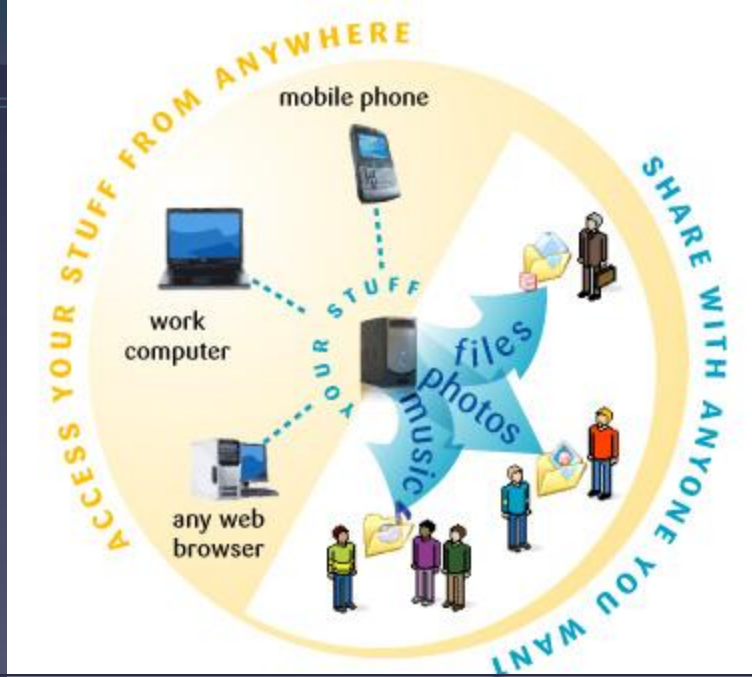 ACCESS YOUR STUFF FROM ANYWHERE
mobile phone
work
computer
any web
browser
YOUR STUFF
files
photos
music
SHARE WITH ANYONE YOU WANT